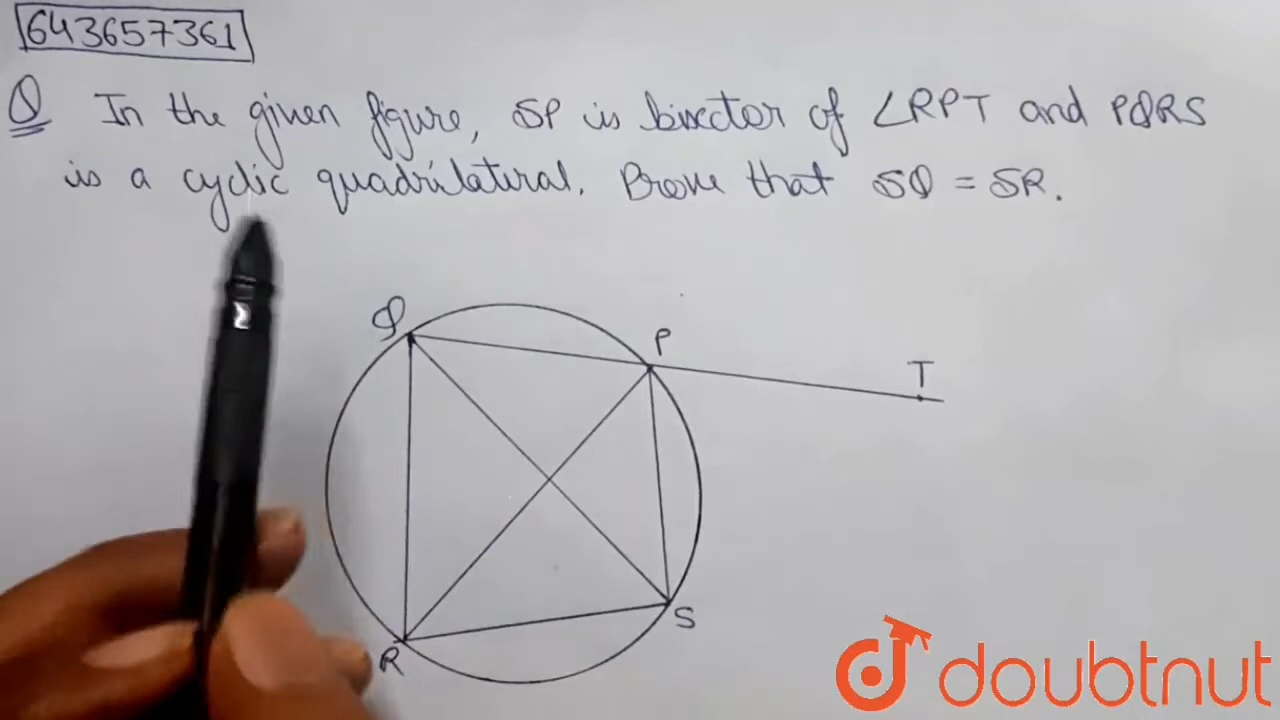 643657361
Q In the given figure, SP is bisector of ∠RPT and PQRS
is a cyclic quadrilateral. Prove that SQ = SR.
Q
P
T
S
R
doubtnut